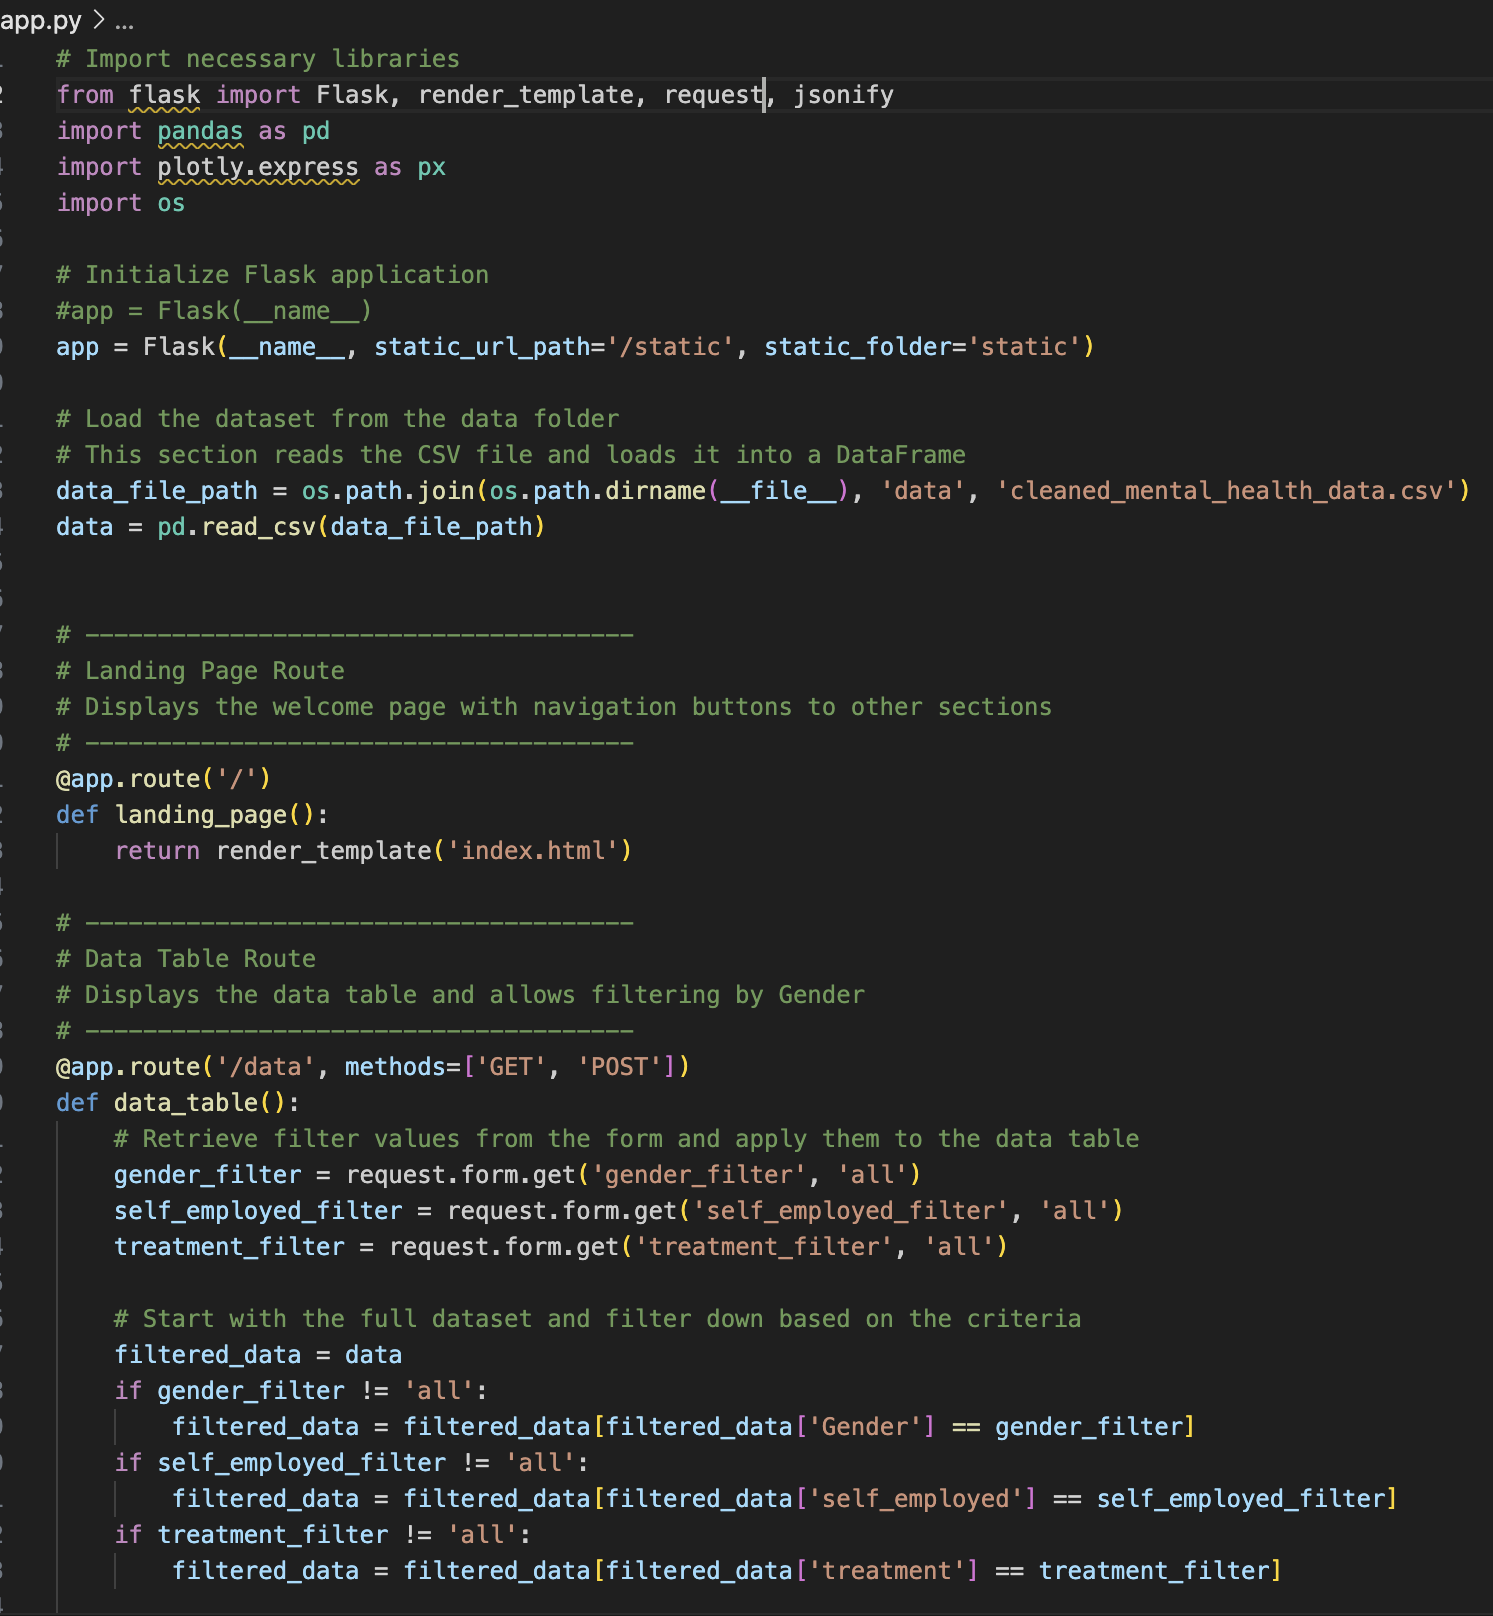 app.py > ...
# Import necessary libraries
from flask import Flask, render_template, request, jsonify
import pandas as pd
import plotly.express as px
import os
# Initialize Flask application
#app = Flask(__name__)
app = Flask(__name__, static_url_path='/static', static_folder='static')
# Load the dataset from the data folder
# This section reads the CSV file and loads it into a DataFrame
data_file_path = os.path.join(os.path.dirname(__file__), 'data', 'cleaned_mental_health_data.csv')
data = pd.read_csv(data_file_path)
# --------------------------------------
# Landing Page Route
# Displays the welcome page with navigation buttons to other sections
# --------------------------------------
@app.route('/')
def landing_page():
    return render_template('index.html')
# --------------------------------------
# Data Table Route
# Displays the data table and allows filtering by Gender
# --------------------------------------
@app.route('/data', methods=['GET', 'POST'])
def data_table():
    # Retrieve filter values from the form and apply them to the data table
    gender_filter = request.form.get('gender_filter', 'all')
    self_employed_filter = request.form.get('self_employed_filter', 'all')
    treatment_filter = request.form.get('treatment_filter', 'all')
    # Start with the full dataset and filter down based on the criteria
    filtered_data = data
    if gender_filter != 'all':
        filtered_data = filtered_data[filtered_data['Gender'] == gender_filter]
    if self_employed_filter != 'all':
        filtered_data = filtered_data[filtered_data['self_employed'] == self_employed_filter]
    if treatment_filter != 'all':
        filtered_data = filtered_data[filtered_data['treatment'] == treatment_filter]